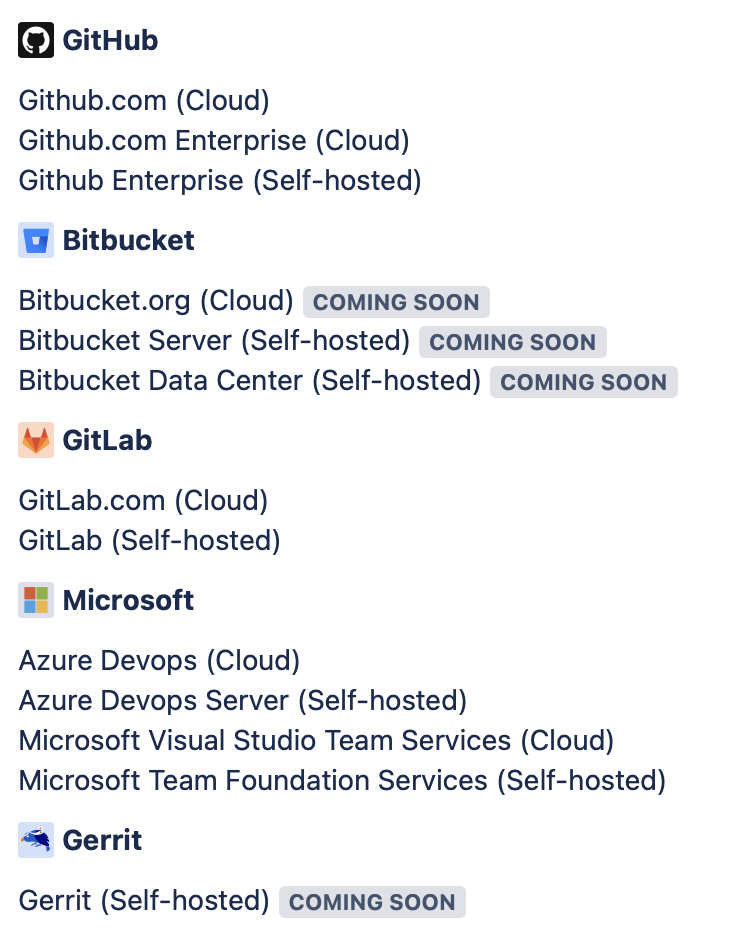 GitHub
Github.com (Cloud)
Github.com Enterprise (Cloud)
Github Enterprise (Self-hosted)
Bitbucket
Bitbucket.org (Cloud) COMING SOON
Bitbucket Server (Self-hosted) COMING SOON
Bitbucket Data Center (Self-hosted) COMING SOON
GitLab
GitLab.com (Cloud)
GitLab (Self-hosted)
Microsoft
Azure Devops (Cloud)
Azure Devops Server (Self-hosted)
Microsoft Visual Studio Team Services (Cloud)
Microsoft Team Foundation Services (Self-hosted)
Gerrit
Gerrit (Self-hosted) COMING SOON